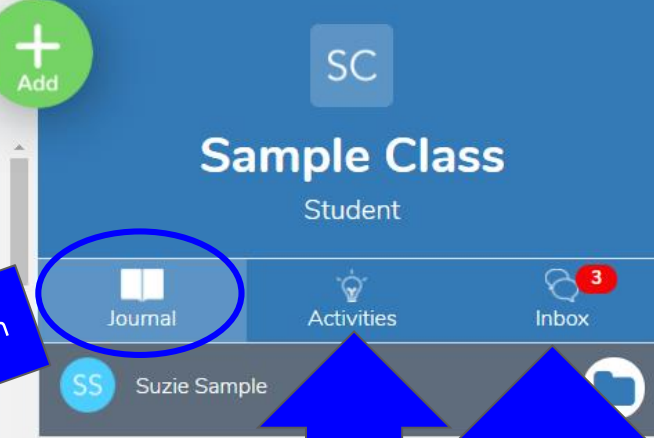 Add
SC
Sample Class
Student
Journal
Activities
3
Inbox
SS
Suzie Sample